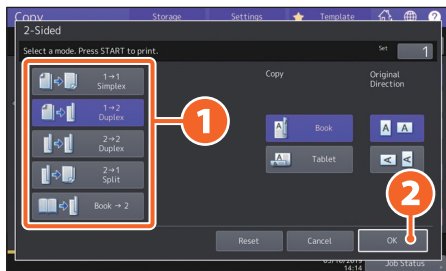 Copy Storage Settings Template
2-Sided
Select a mode. Press START to print.
Set 1
1→1
Simplex
1→2
Duplex
2→2
Duplex
2→1
Split
Book → 2
1
Copy
Book
Tablet
Original
Direction
A A
A A
2
Reset Cancel OK
14:14 Job Status